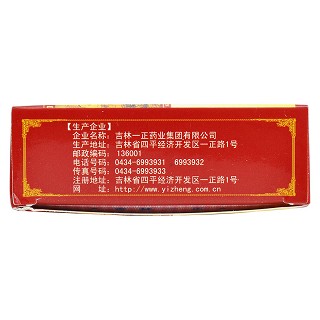 【生产企业】
企业名称：吉林一正药业集团有限公司
生产地址：吉林省四平经济开发区一正路1号
邮政编码：136001
电话号码：0434-6993931 6993932
传真号码：0434-6999933
注册地址：吉林省四平经济开发区一正路1号
网 址：http://www.yizheng.com.cn